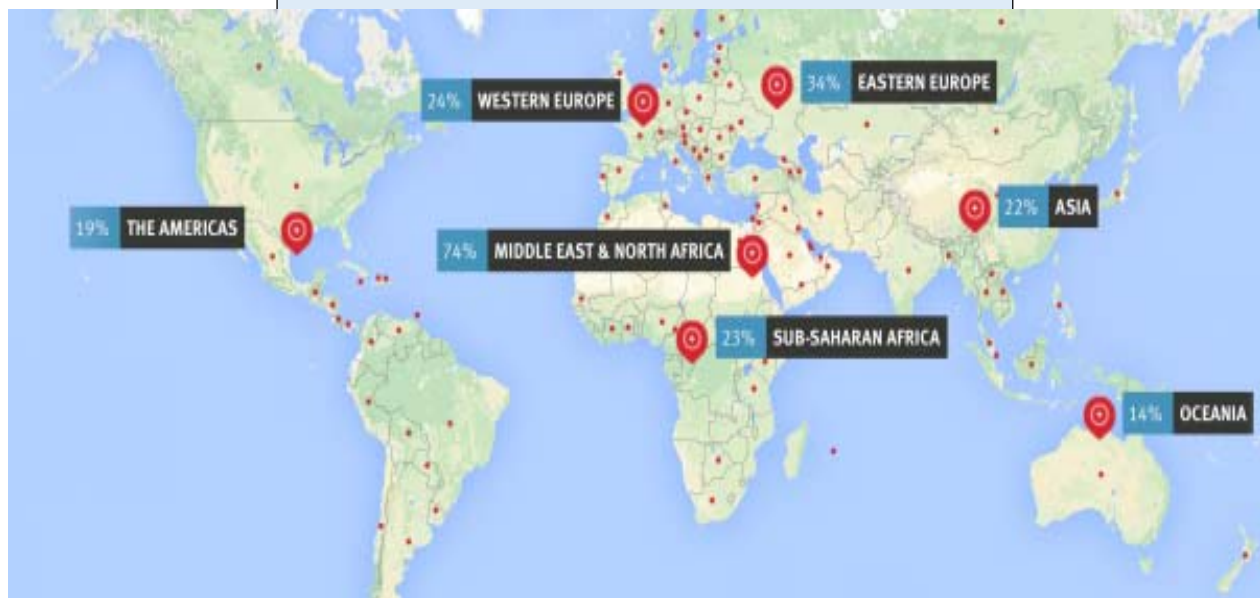 24% WESTERN EUROPE
34% EASTERN EUROPE
19% THE AMERICAS
22% ASIA
74% MIDDLE EAST & NORTH AFRICA
23% SUB-SAHARAN AFRICA
14% OCEANIA